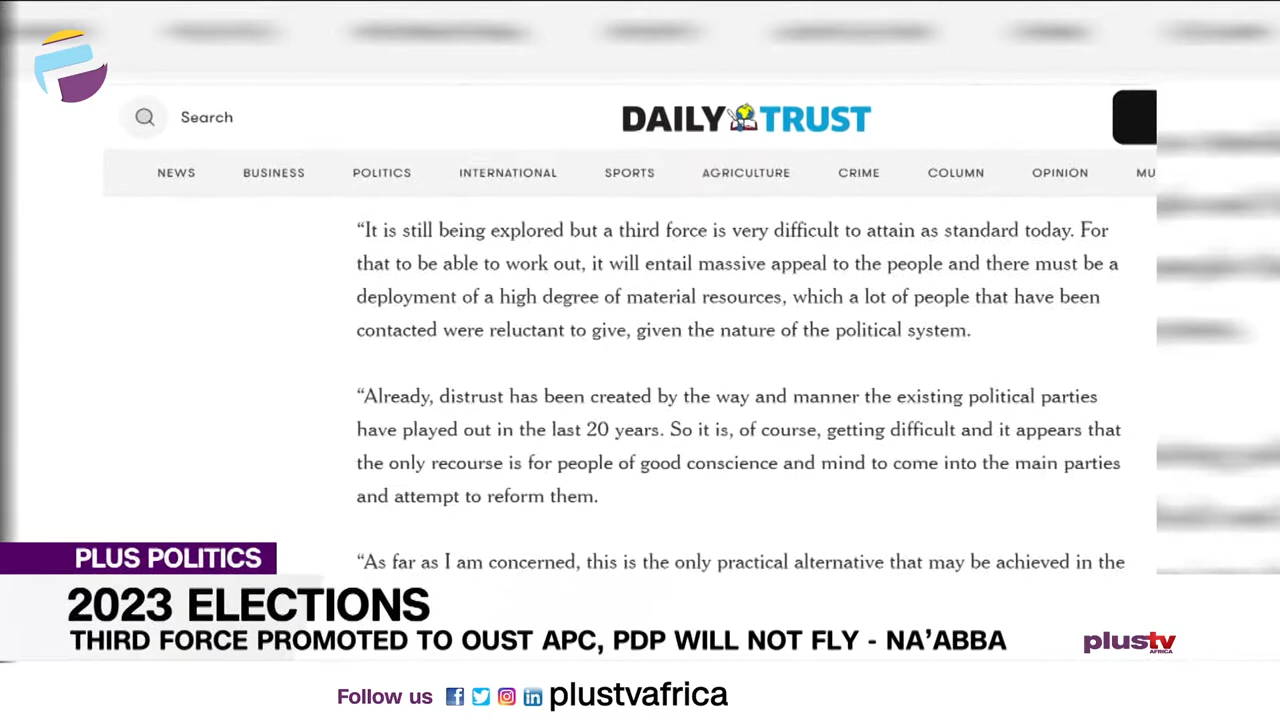 Search
DAILY TRUST
NEWS BUSINESS POLITICS INTERNATIONAL SPORTS AGRICULTURE CRIME COLUMN OPINION MU
“It is still being explored but a third force is very difficult to attain as standard today. For
that to be able to work out, it will entail massive appeal to the people and there must be a
deployment of a high degree of material resources, which a lot of people that have been
contacted were reluctant to give, given the nature of the political system.
“Already, distrust has been created by the way and manner the existing political parties
have played out in the last 20 years. So it is, of course, getting difficult and it appears that
the only recourse is for people of good conscience and mind to come into the main parties
and attempt to reform them.
“As far as I am concerned, this is the only practical alternative that may be achieved in the
PLUS POLITICS
2023 ELECTIONS
THIRD FORCE PROMOTED TO OUST APC, PDP WILL NOT FLY - NA’ABBA
plustv
AFRICA
Follow us plustvafrica